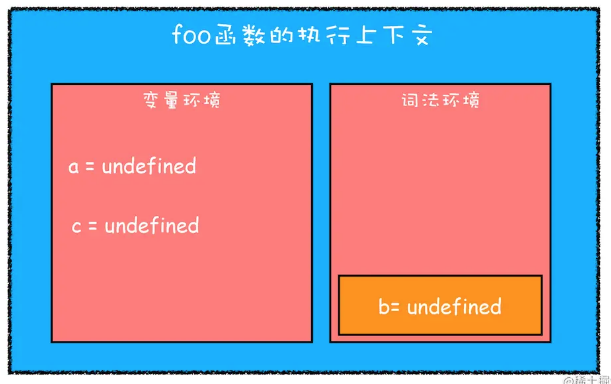 foo函数的执行上下文
变量环境
词法环境
a = undefined
c = undefined
b= undefined